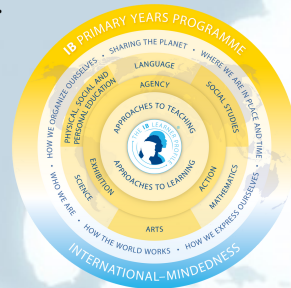 IB PRIMARY YEARS PROGRAMME
SHARING THE PLANET
WHERE WE ARE IN PLACE AND TIME
HOW WE EXPRESS OURSELVES
HOW THE WORLD WORKS
WHO WE ARE
HOW WE ORGANIZE OURSELVES
LANGUAGE
SOCIAL STUDIES
MATHEMATICS
ARTS
SCIENCE
PHYSICAL, SOCIAL AND
PERSONAL EDUCATION
AGENCY
ACTION
EXHIBITION
APPROACHES TO TEACHING
APPROACHES TO LEARNING
THE IB LEARNER PROFILE
INTERNATIONAL-MINDEDNESS